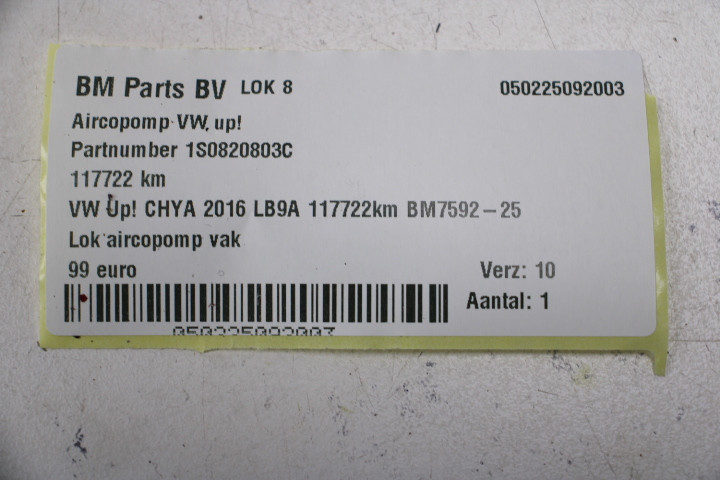 BM Parts BV LOK 8 050225092003
Aircopomp VW, up!
Partnumber 1S0820803C
117722 km
VW Up! CHYA 2016 LB9A 117722km BM7592-25
Lok aircopomp vak
99 euro Verz: 10
Aantal: 1
050225092003